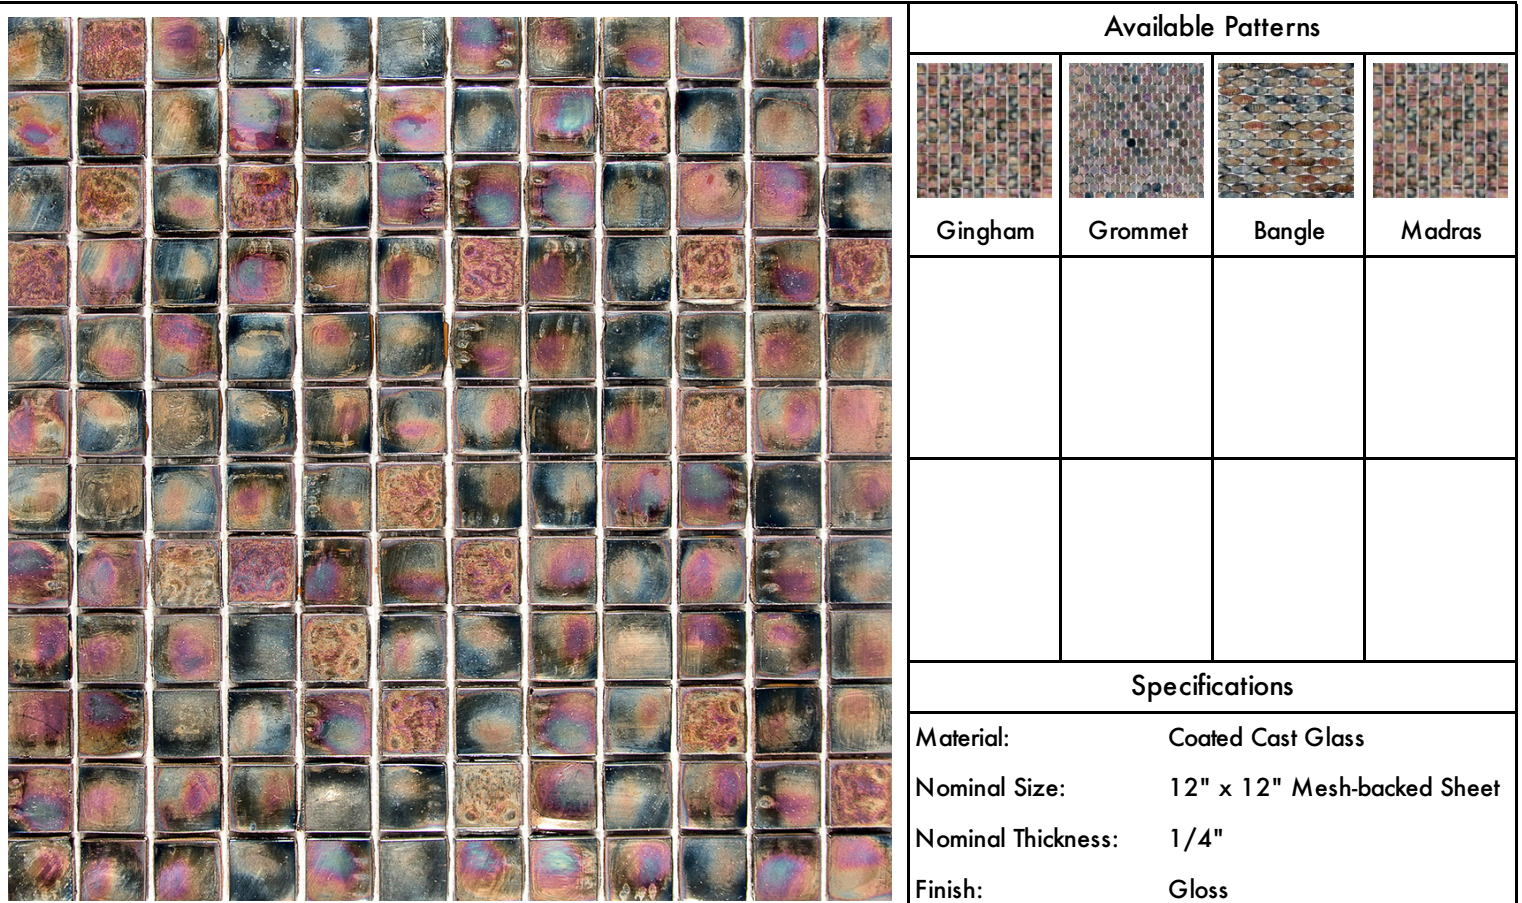 Available Patterns
Gingham Grommet Bangle Madras
Specifications
Material: Coated Cast Glass
Nominal Size: 12" x 12" Mesh-backed Sheet
Nominal Thickness: 1/4"
Finish: Gloss